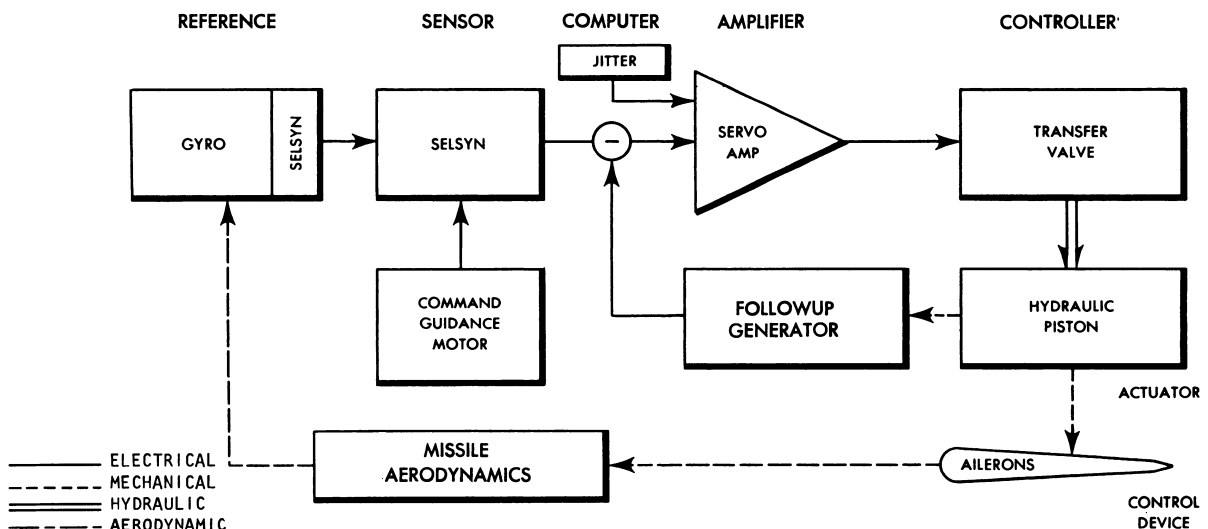 REFERENCE
SENSOR
COMPUTER
AMPLIFIER
CONTROLLER
JITTER
GYRO
SELSYN
SELSYN
−
SERVO
AMP
TRANSFER
VALVE
COMMAND
GUIDANCE
MOTOR
FOLLOWUP
GENERATOR
HYDRAULIC
PISTON
ACTUATOR
MISSILE
AERODYNAMICS
AILERONS
CONTROL
DEVICE
ELECTRICAL
MECHANICAL
HYDRAULIC
AERODYNAMIC